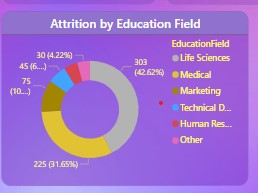 Attrition by Education Field
30 (4.22%)
45 (6....)
75
(10....)
303
(42.62%)
225 (31.65%)
EducationField
Life Sciences
Medical
Marketing
Technical D...
Human Res...
Other